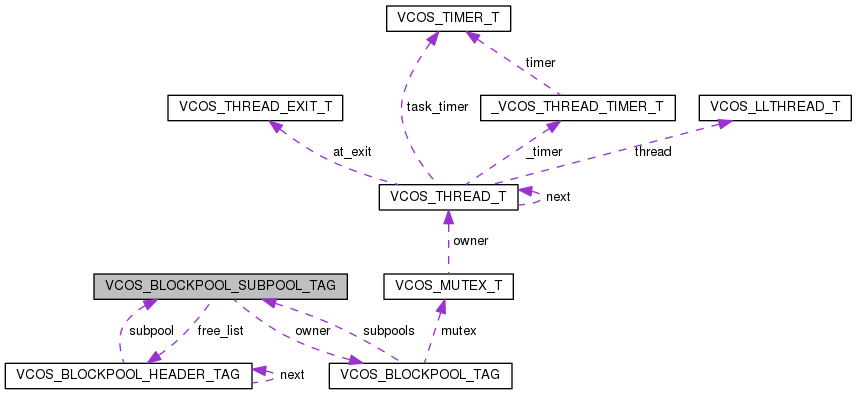 VCOS_TIMER_T
timer
VCOS_THREAD_EXIT_T
task_timer
_VCOS_THREAD_TIMER_T
VCOS_LLTHREAD_T
at_exit
_timer
thread
VCOS_THREAD_T
next
owner
VCOS_BLOCKPOOL_SUBPOOL_TAG
VCOS_MUTEX_T
subpool
free_list
owner
subpools
mutex
VCOS_BLOCKPOOL_HEADER_TAG
next
VCOS_BLOCKPOOL_TAG